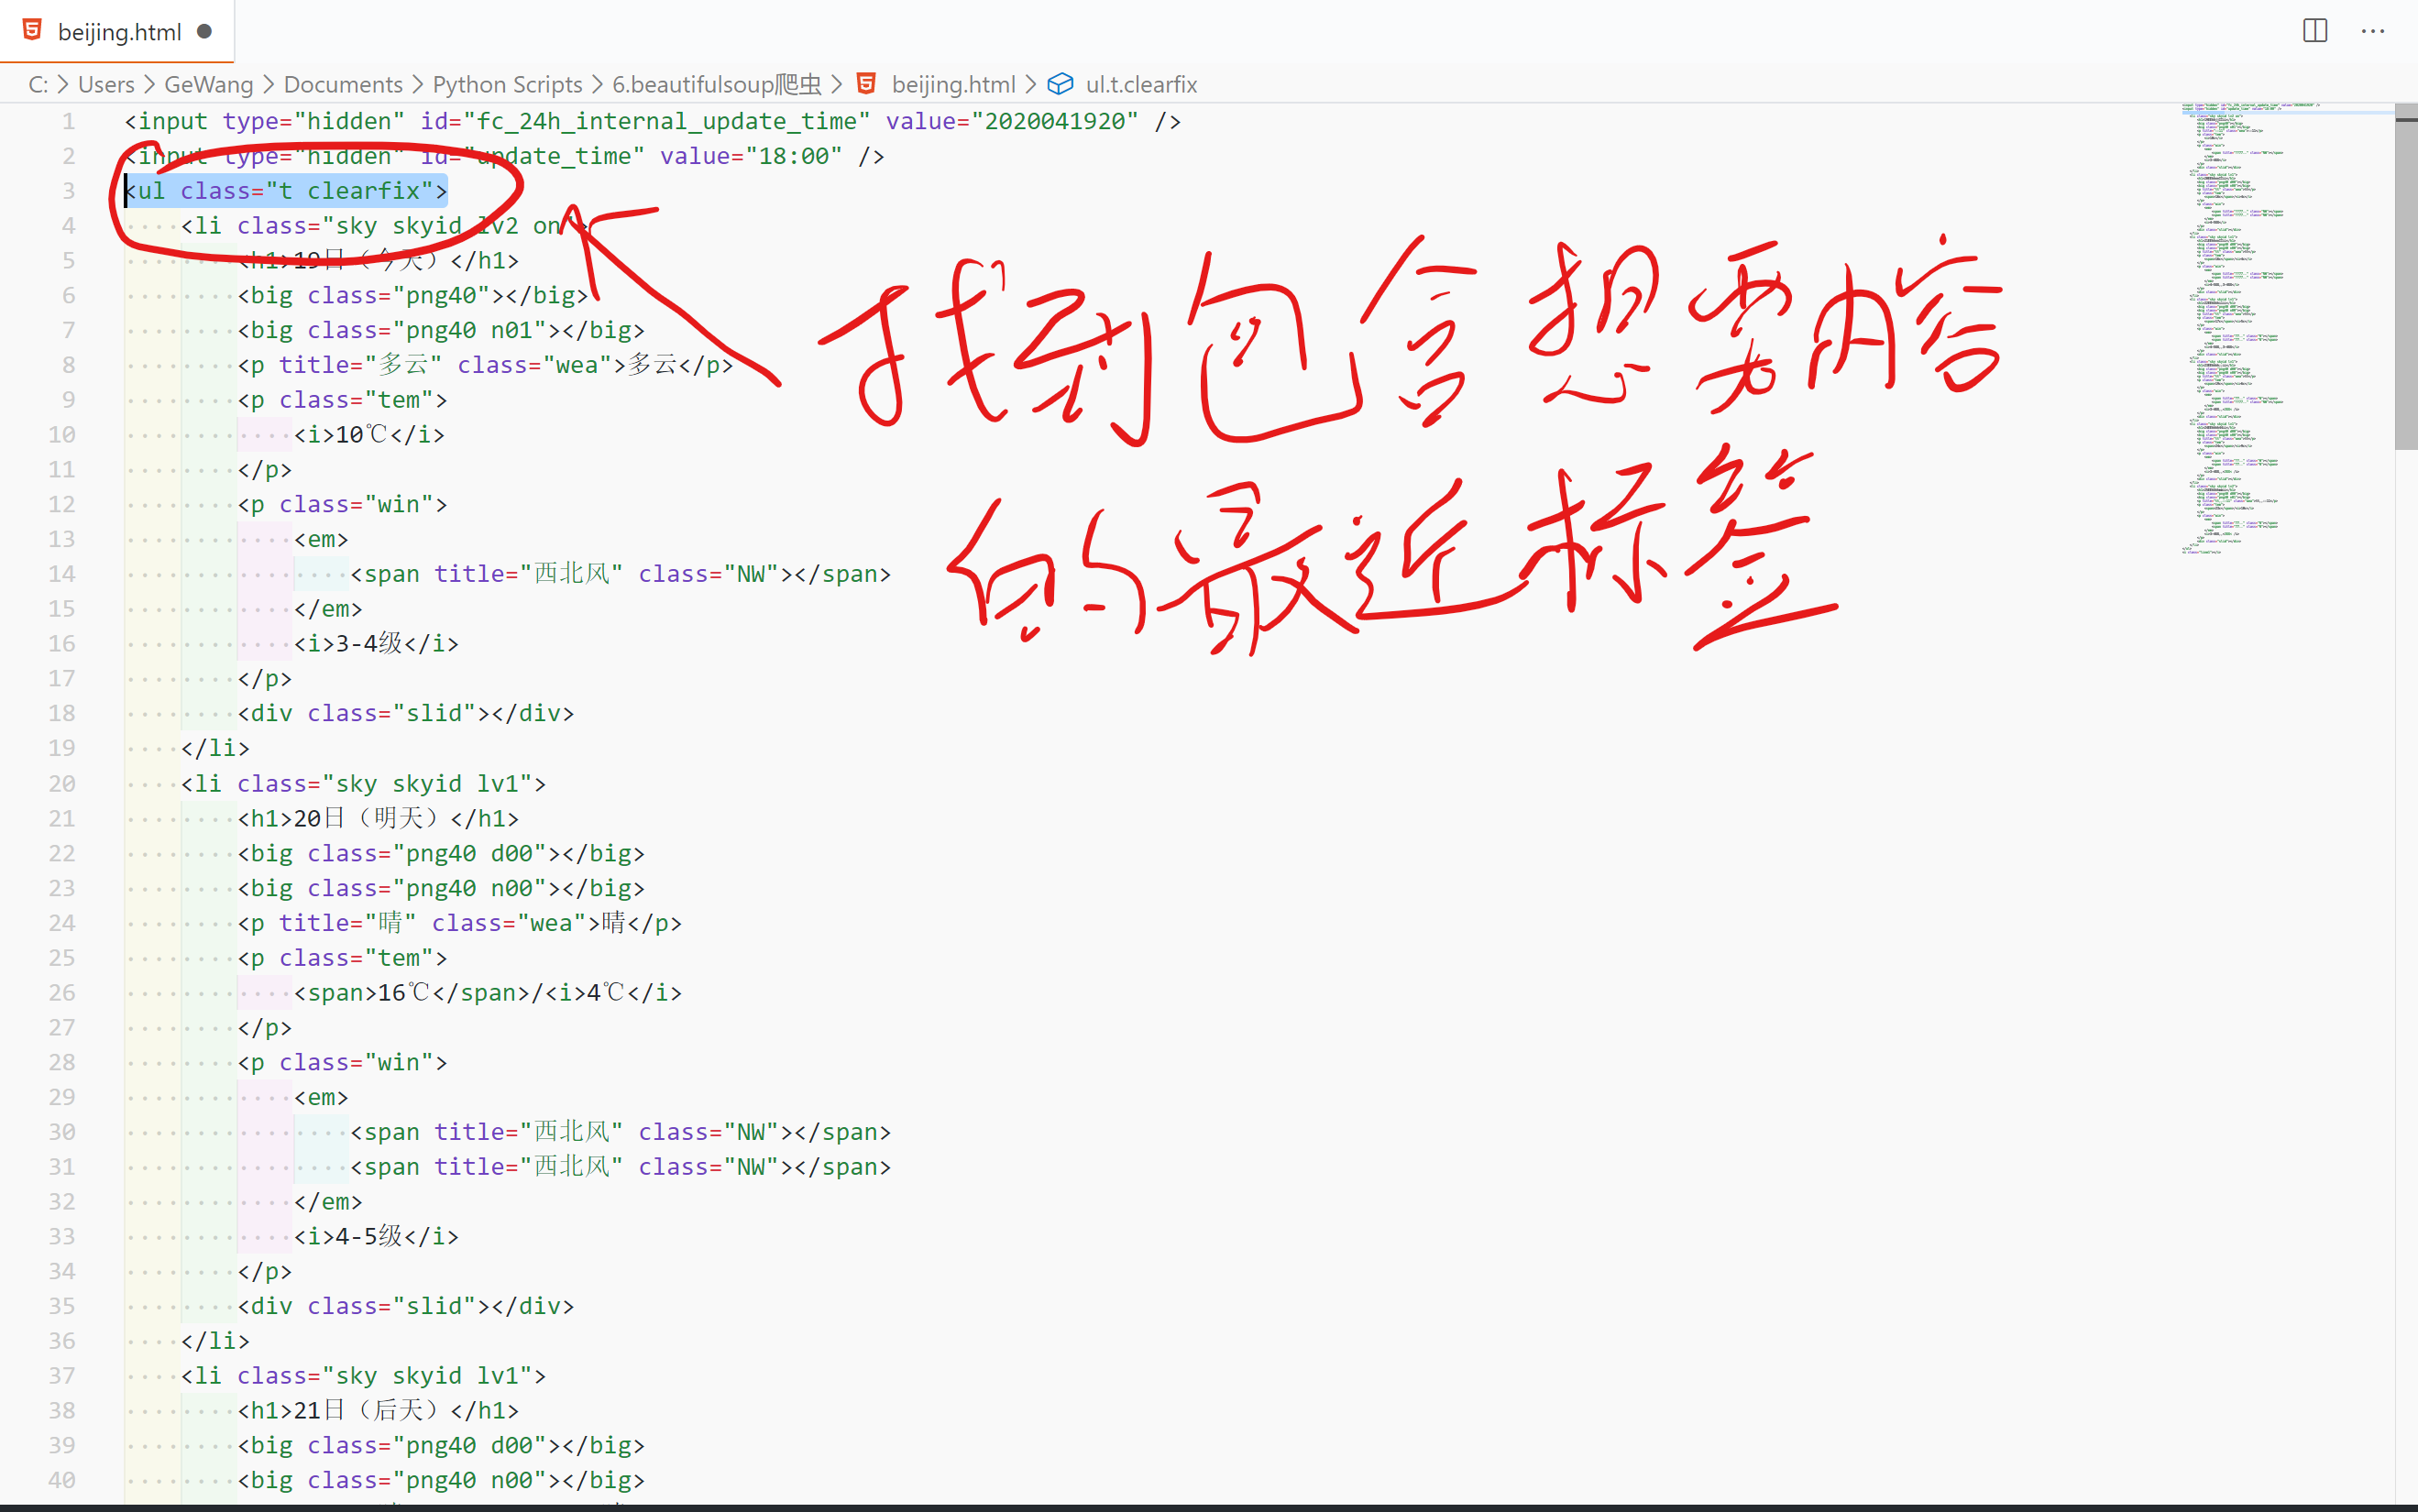 beijing.html
C: > Users > GeWang > Documents > Python Scripts > 6.beautifulsoup爬虫 > beijing.html > ul.t.clearfix
1 <input type="hidden" id="fc_24h_internal_update_time" value="2020041920" />
2 <input type="hidden" id="update_time" value="18:00" />
3 <ul class="t clearfix">
4 <li class="sky skyid lv2 on">
5 <h1>19日（今天）</h1>
6 <big class="png40"></big>
7 <big class="png40 n01"></big>
8 <p title="多云" class="wea">多云</p>
9 <p class="tem">
10 <i>10℃</i>
11 </p>
12 <p class="win">
13 <em>
14 <span title="西北风" class="NW"></span>
15 </em>
16 <i>3-4级</i>
17 </p>
18 <div class="slid"></div>
19 </li>
20 <li class="sky skyid lv1">
21 <h1>20日（明天）</h1>
22 <big class="png40 d00"></big>
23 <big class="png40 n00"></big>
24 <p title="晴" class="wea">晴</p>
25 <p class="tem">
26 <span>16℃</span>/<i>4℃</i>
27 </p>
28 <p class="win">
29 <em>
30 <span title="西北风" class="NW"></span>
31 <span title="西北风" class="NW"></span>
32 </em>
33 <i>4-5级</i>
34 </p>
35 <div class="slid"></div>
36 </li>
37 <li class="sky skyid lv1">
38 <h1>21日（后天）</h1>
39 <big class="png40 d00"></big>
40 <big class="png40 n00"></big>
找到包含想要内容
的最近标签